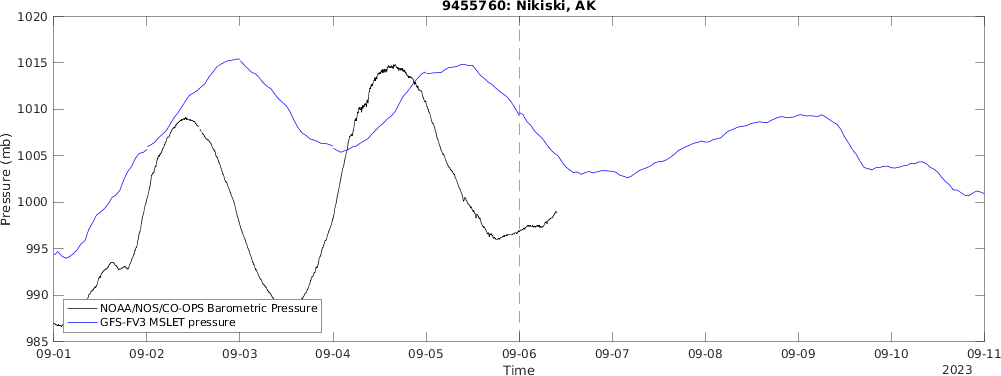 9455760: Nikiski, AK
1020
1015
1010
1005
1000
995
990
985
Pressure (mb)
NOAA/NOS/CO-OPS Barometric Pressure
GFS-FV3 MSLET pressure
09-01 09-02 09-03 09-04 09-05 09-06 09-07 09-08 09-09 09-10 09-11
Time
2023